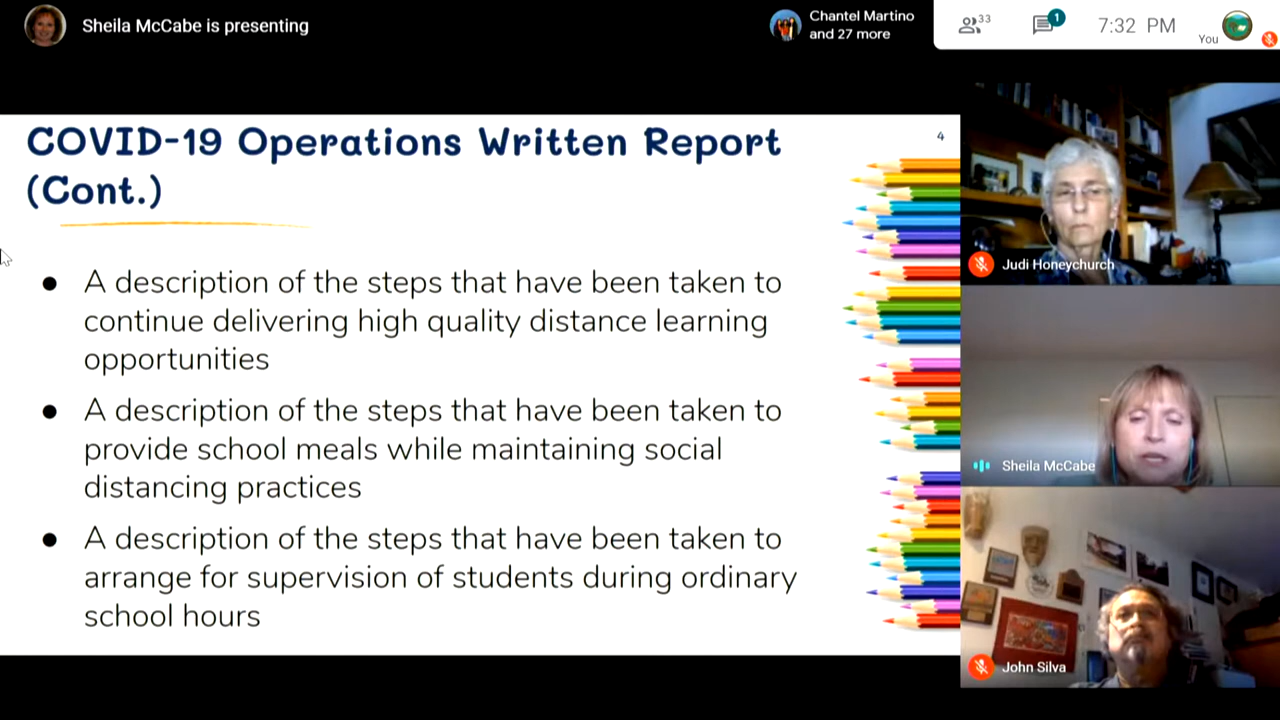 Sheila McCabe is presenting
Chantel Martino
and 27 more
33
1
7:32 PM
You
COVID-19 Operations Written Report
(Cont.)
4
● A description of the steps that have been taken to
continue delivering high quality distance learning
opportunities
● A description of the steps that have been taken to
provide school meals while maintaining social
distancing practices
● A description of the steps that have been taken to
arrange for supervision of students during ordinary
school hours
Judi Honeychurch
Sheila McCabe
John Silva